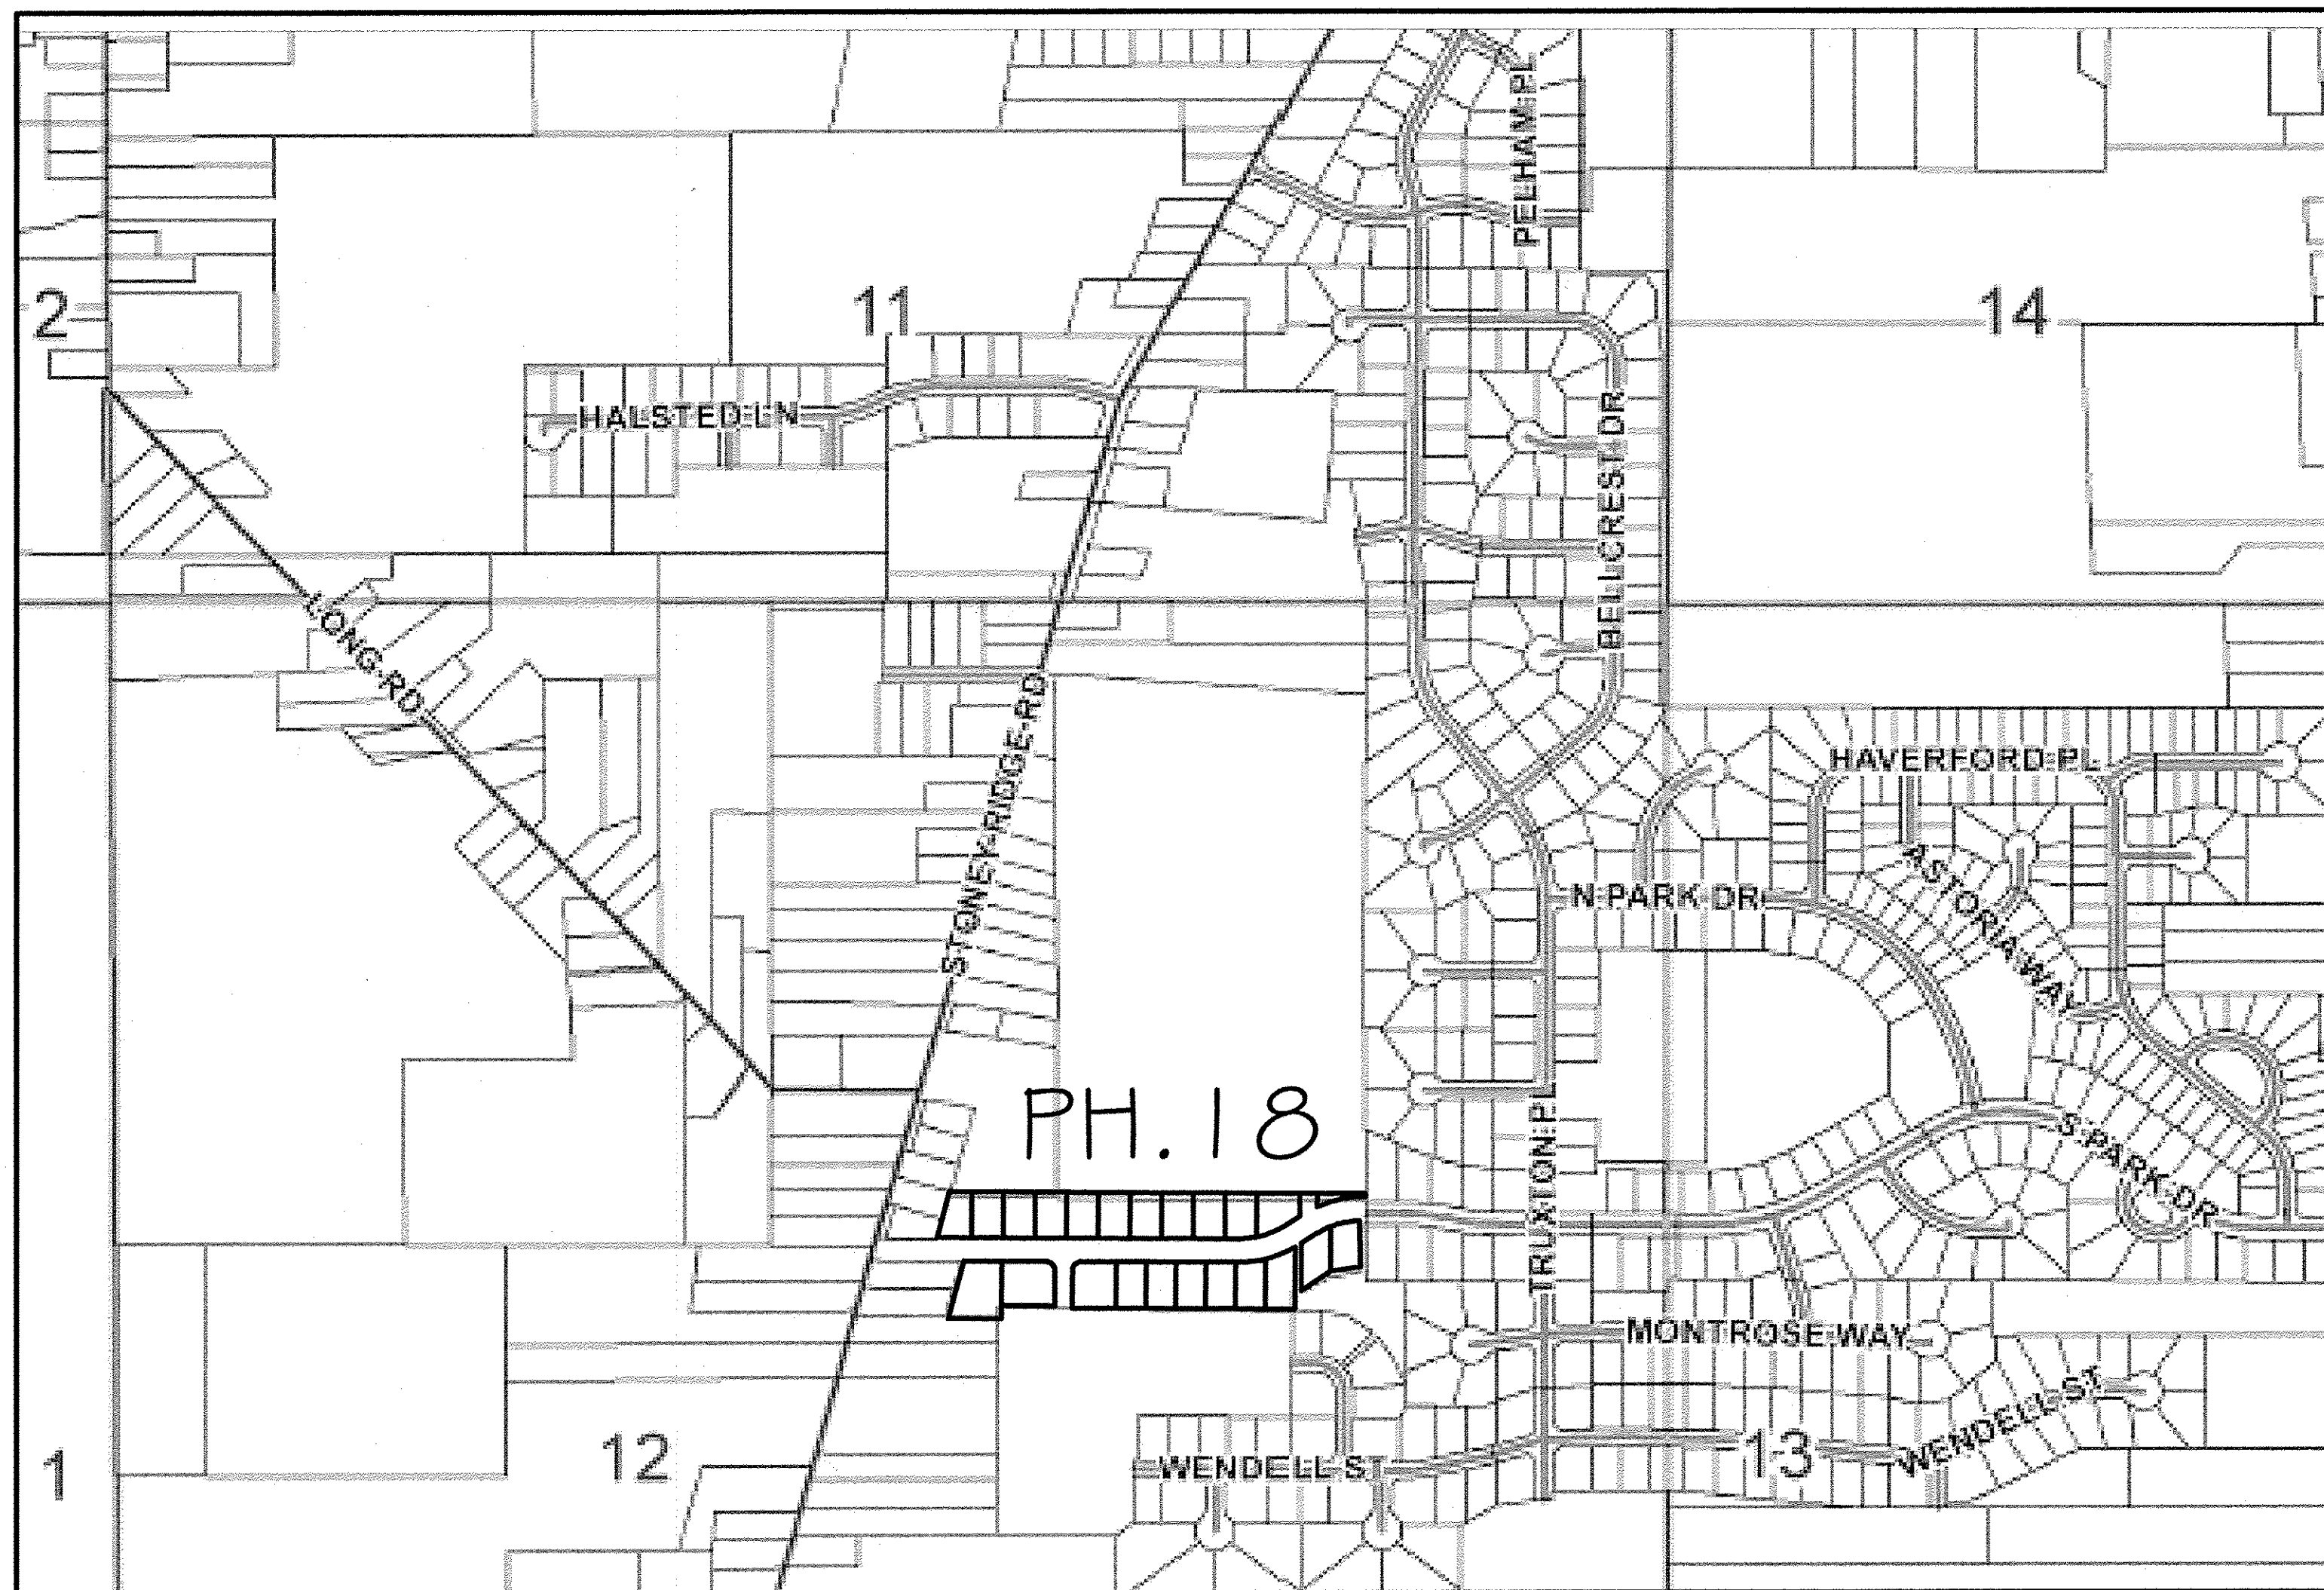 PELHAM PL
2
11
14
HALSTED LN
BELLCREST DR
LONG RD
STONEY RIDGE RD
HAVERFORD PL
N PARK DR
ASTORIA WAY
PH. 18
S PARK DR
TRUXTON PL
MONTROSE WAY
1
12
WENDELL ST
13
WENDELL ST